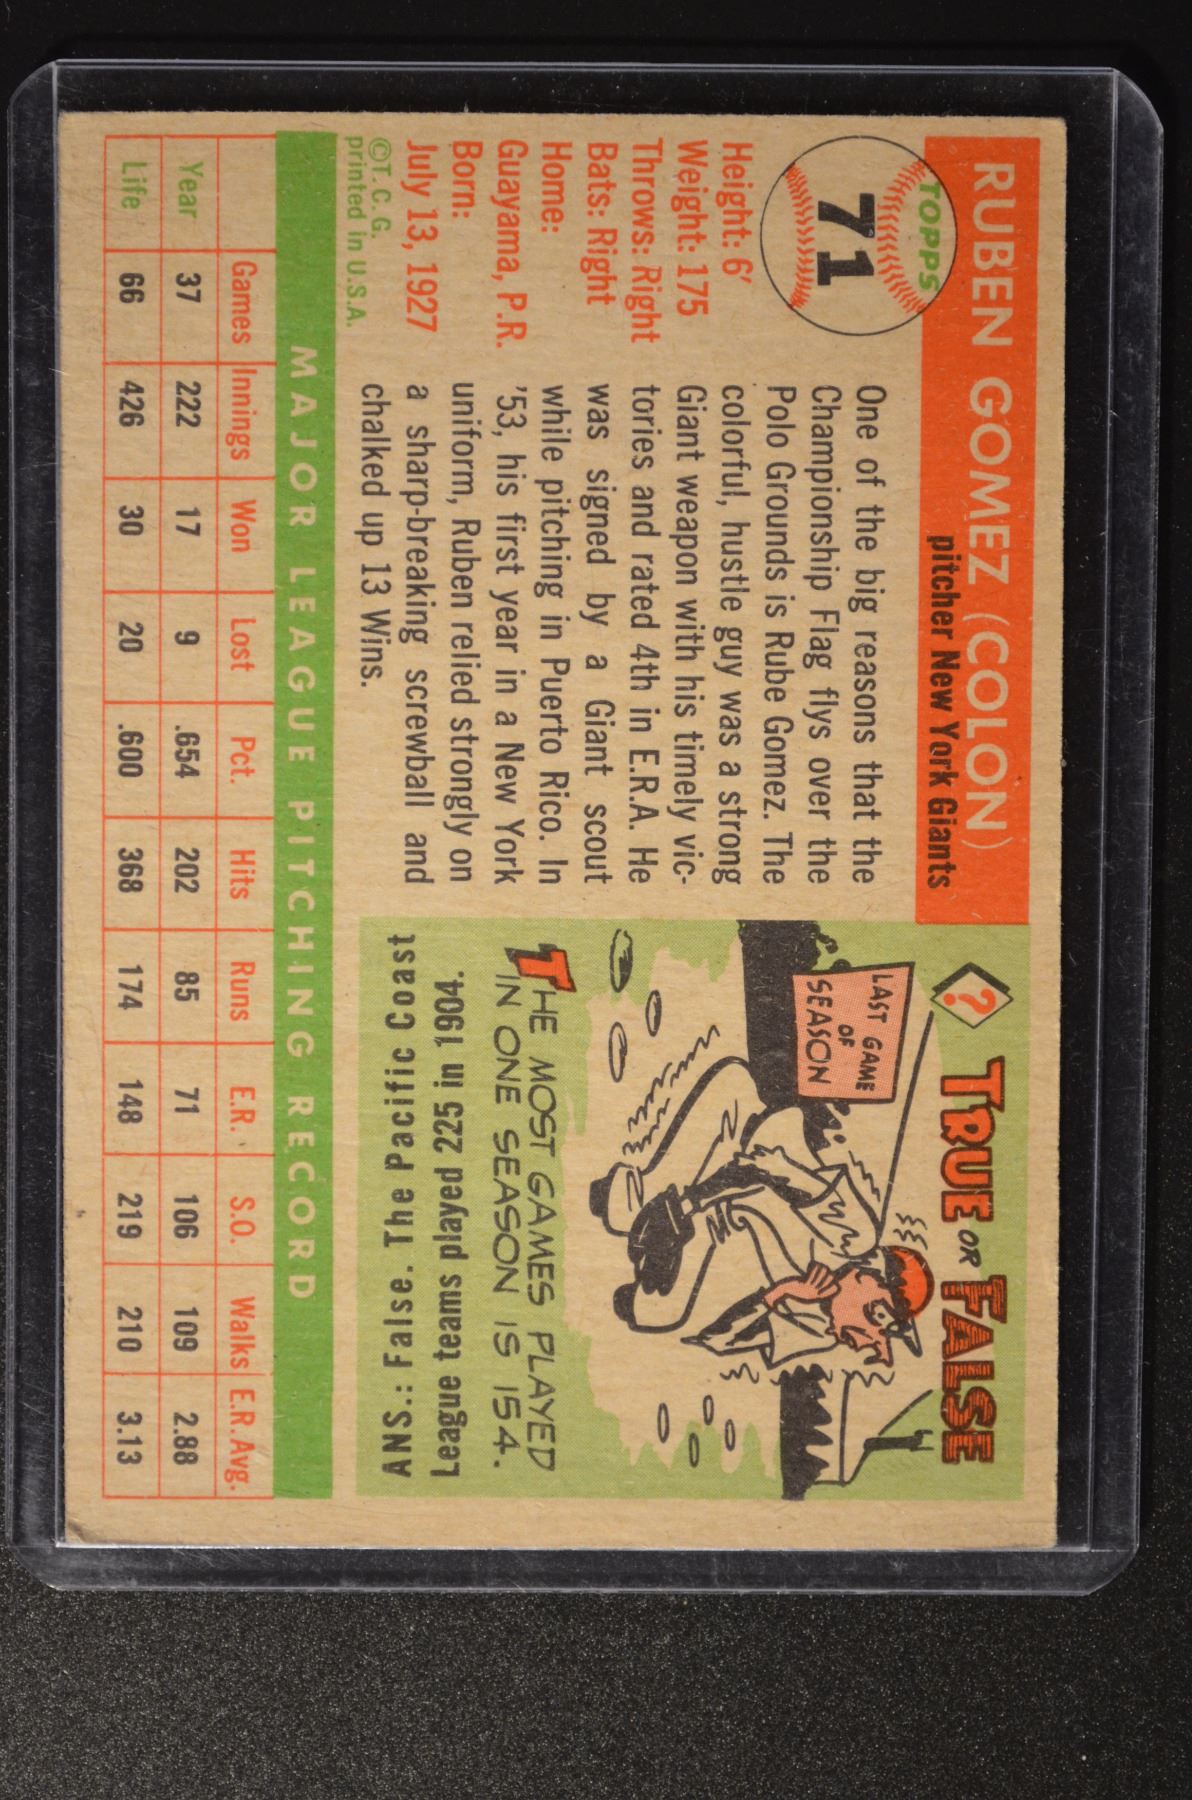 RUBEN GOMEZ (COLON)
pitcher New York Giants
TOPPS
71
Height: 6'
Weight: 175
Throws: Right
Bats: Right
Home:
Guayama, P.R.
Born:
July 13, 1927
©T.C.G.
printed in U.S.A.
One of the big reasons that the
Championship Flag flys over the
Polo Grounds is Rube Gomez. The
colorful, hustle guy was a strong
Giant weapon with his timely vic-
tories and rated 4th in E.R.A. He
was signed by a Giant scout
while pitching in Puerto Rico. In
'53, his first year in a New York
uniform, Ruben relied strongly on
a sharp-breaking screwball and
chalked up 13 Wins.
? TRUE OR FALSE
LAST GAME
OF
SEASON
THE MOST GAMES PLAYED
IN ONE SEASON IS 154.
ANS.: False. The Pacific Coast
League teams played 225 in 1904.
MAJOR LEAGUE PITCHING RECORD
Games Innings Won Lost Pct. Hits Runs E.R. S.O. Walks E.R.Avg.
Year 37 222 17 9 .654 202 85 71 106 109 2.88
Life 66 426 30 20 .600 368 174 148 219 210 3.13